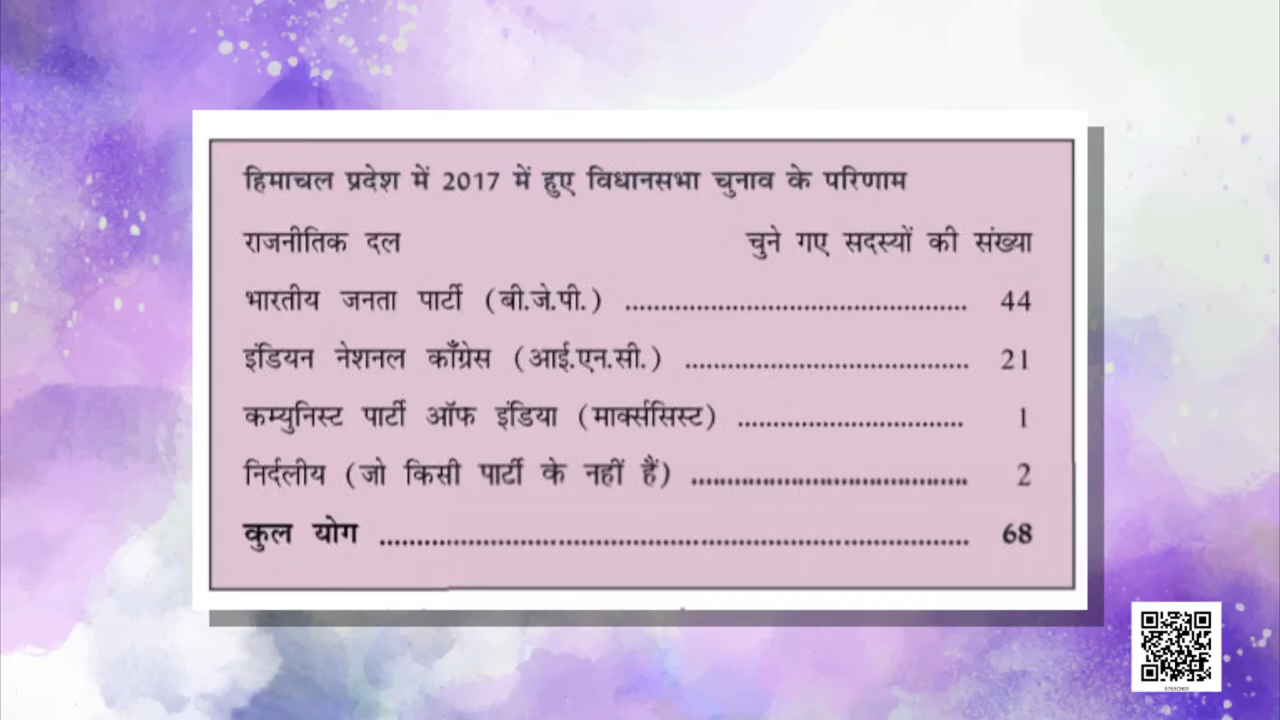 हिमाचल प्रदेश में 2017 में हुए विधानसभा चुनाव के परिणाम
राजनीतिक दल चुने गए सदस्यों की संख्या
भारतीय जनता पार्टी (बी.जे.पी.) ........................................ 44
इंडियन नेशनल काँग्रेस (आई.एन.सी.) ........................................ 21
कम्युनिस्ट पार्टी ऑफ इंडिया (मार्क्ससिस्ट) ........................................ 1
निर्दलीय (जो किसी पार्टी के नहीं हैं) ........................................ 2
कुल योग ........................................ 68